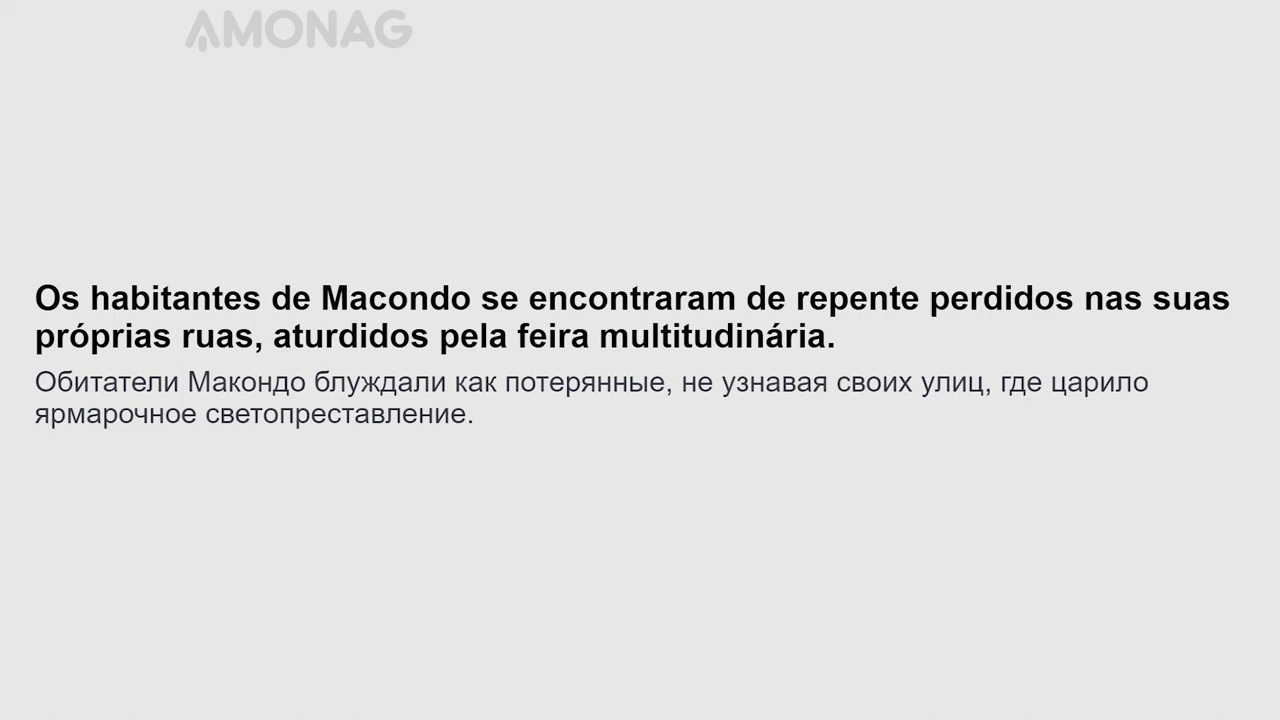 AMONAG
Os habitantes de Macondo se encontraram de repente perdidos nas suas
próprias ruas, aturdidos pela feira multitudinária.
Обитатели Макондо блуждали как потерянные, не узнавая своих улиц, где царило
ярмарочное светопреставление.